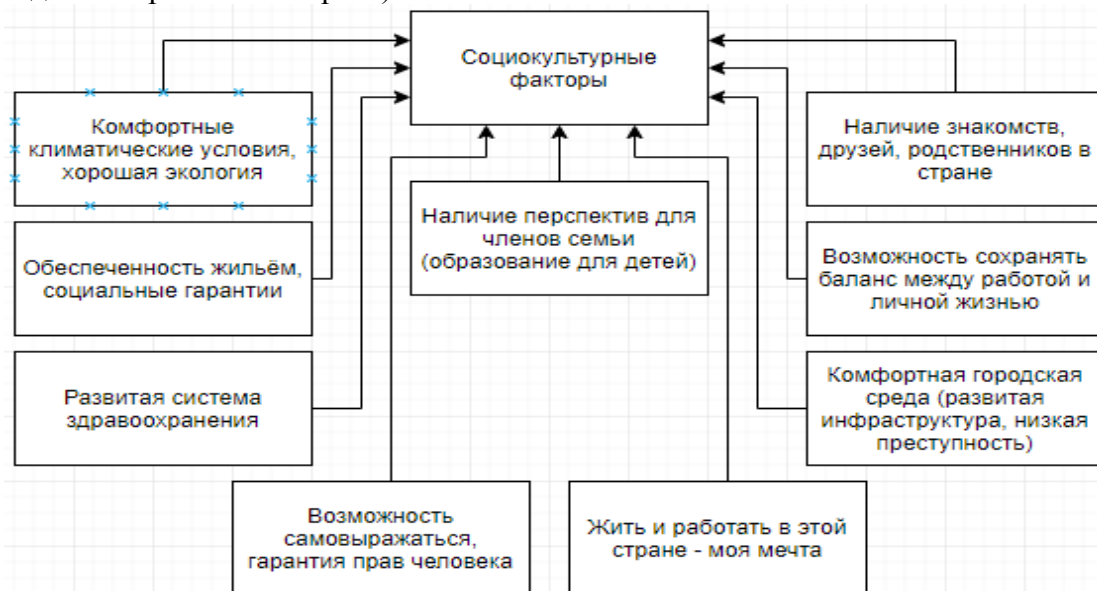 Социокультурные
факторы
Комфортные
климатические условия,
хорошая экология
Наличие знакомств,
друзей, родственников в
стране
Наличие перспектив для
членов семьи
(образование для детей)
Обеспеченность жильём,
социальные гарантии
Возможность сохранять
баланс между работой и
личной жизнью
Развитая система
здравоохранения
Комфортная городская
среда (развитая
инфраструктура, низкая
преступность)
Возможность
самовыражаться,
гарантия прав человека
Жить и работать в этой
стране - моя мечта